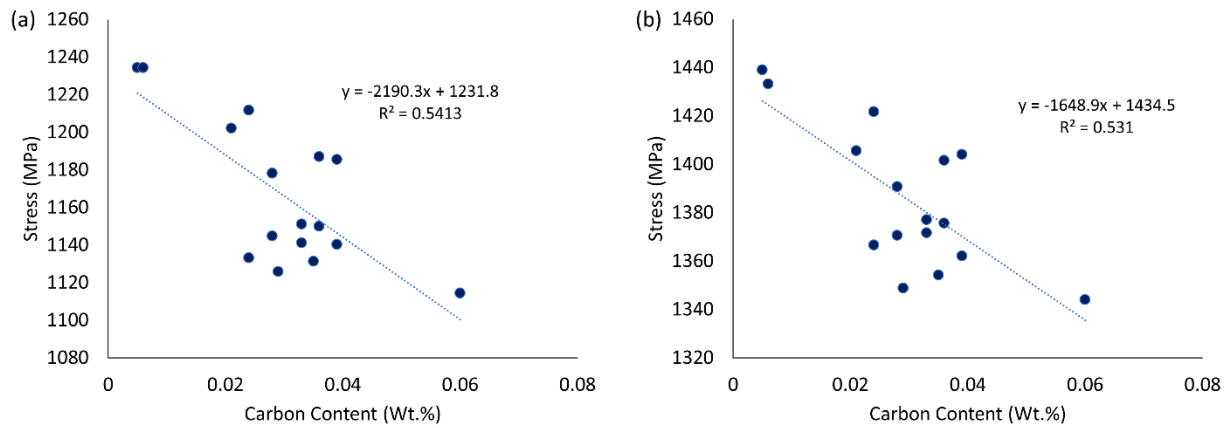 (a)
1260
1240
1220
1200
1180
1160
1140
1120
1100
1080
Stress (MPa)
y = -2190.3x + 1231.8
R² = 0.5413
0 0.02 0.04 0.06 0.08
Carbon Content (Wt.%)
(b)
1460
1440
1420
1400
1380
1360
1340
1320
Stress (MPa)
y = -1648.9x + 1434.5
R² = 0.531
0 0.02 0.04 0.06 0.08
Carbon Content (Wt.%)